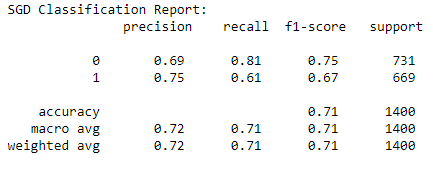 SGD Classification Report:
precision recall f1-score support
0 0.69 0.81 0.75 731
1 0.75 0.61 0.67 669
accuracy 0.71 1400
macro avg 0.72 0.71 0.71 1400
weighted avg 0.72 0.71 0.71 1400